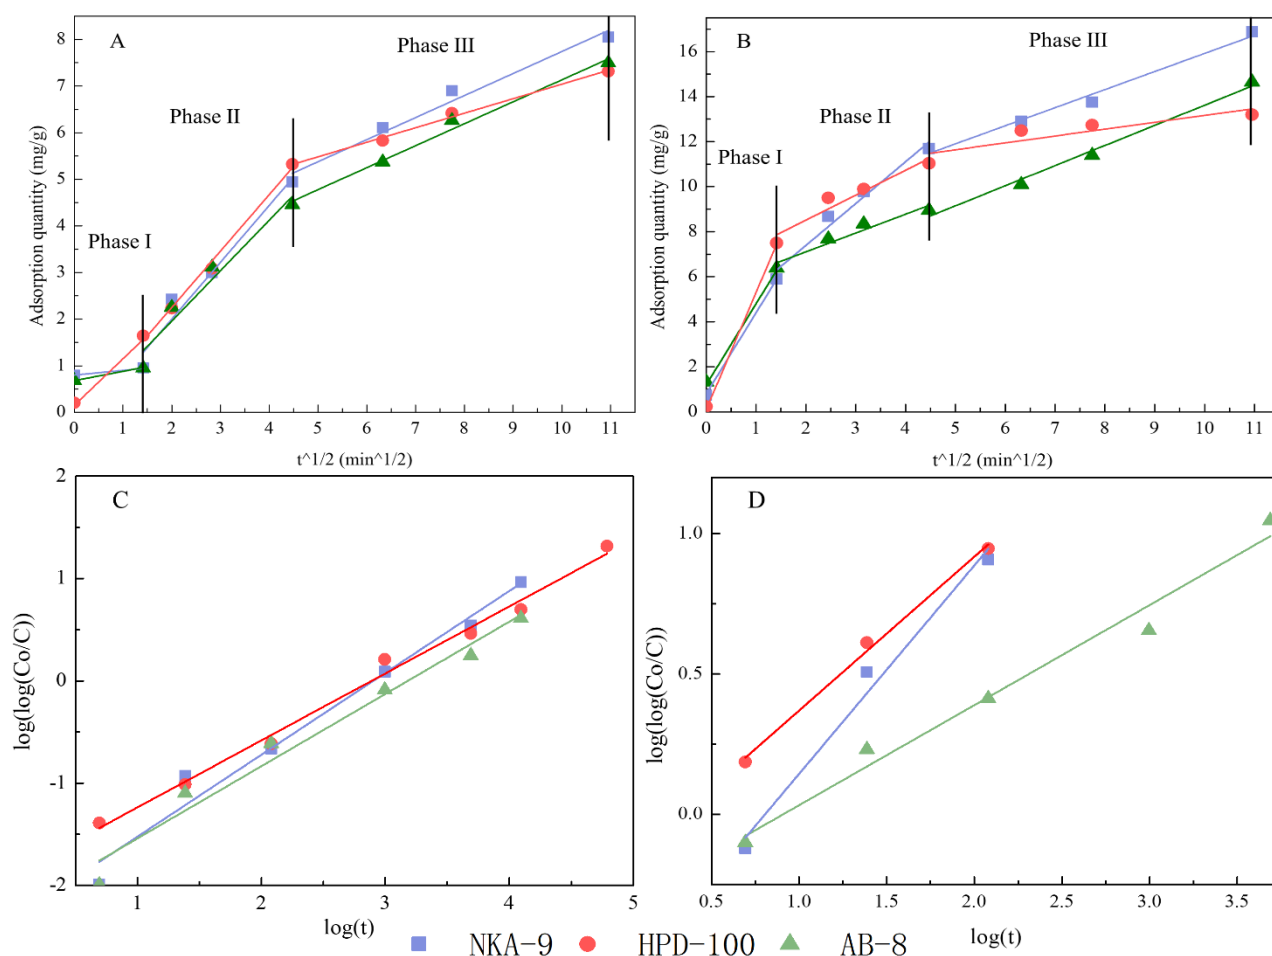 A
Phase III
Phase II
Phase I
Adsorption quantity (mg/g)
8
7
6
5
4
3
2
1
0
0 1 2 3 4 5 6 7 8 9 10 11
t^1/2 (min^1/2)
B
Phase III
Phase II
Phase I
Adsorption quantity (mg/g)
16
14
12
10
8
6
4
2
0
0 1 2 3 4 5 6 7 8 9 10 11
t^1/2 (min^1/2)
C
log(log(Co/C))
2
1
0
-1
-2
1 2 3 4 5
log(t)
D
log(log(Co/C))
1.0
0.5
0.0
0.5 1.0 1.5 2.0 2.5 3.0 3.5
log(t)
NKA-9 HPD-100 AB-8